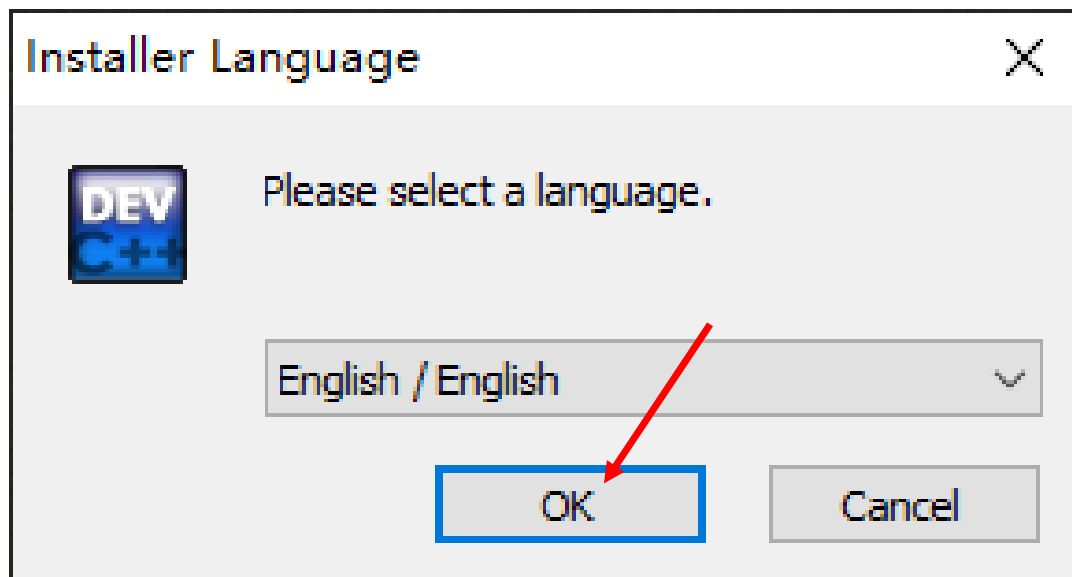 Installer Language
DEV
C++
Please select a language.
English / English
OK
Cancel